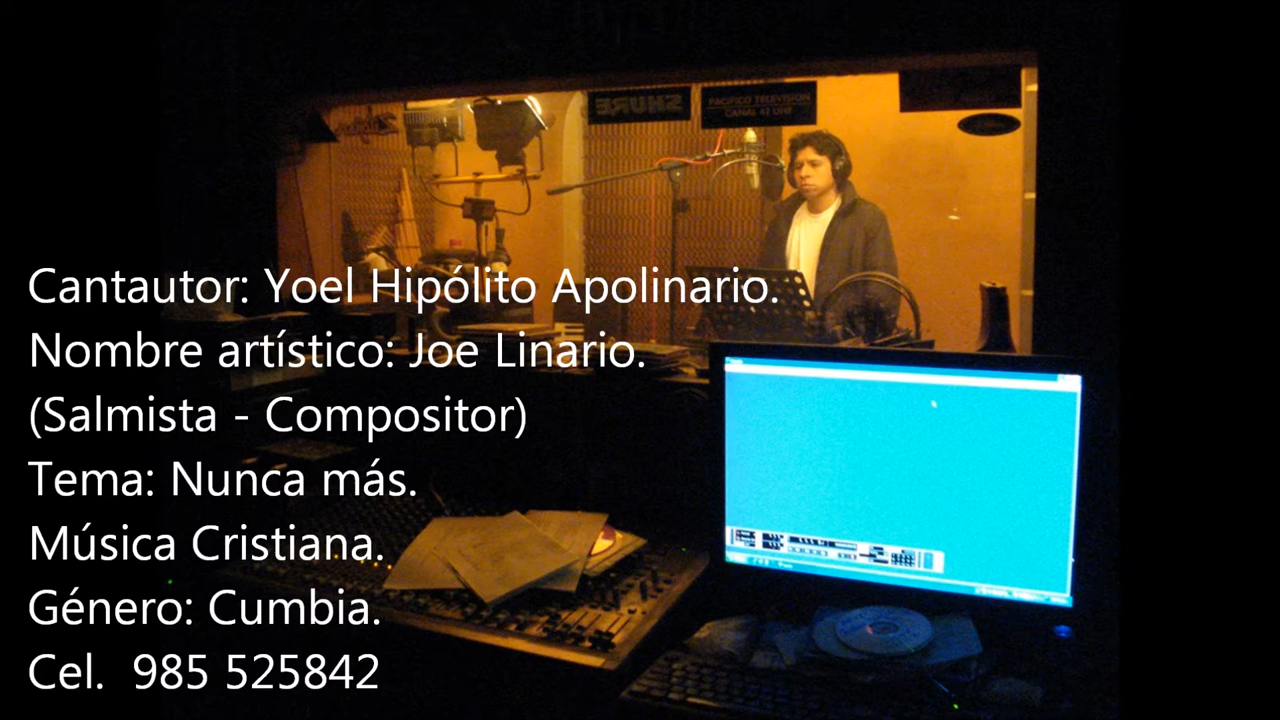 SHURE
PACIFICO TELEVISION
CANAL 42 UHF
Cantautor: Yoel Hipólito Apolinario.
Nombre artístico: Joe Linario.
(Salmista - Compositor)
Tema: Nunca más.
Música Cristiana.
Género: Cumbia.
Cel.  985 525842